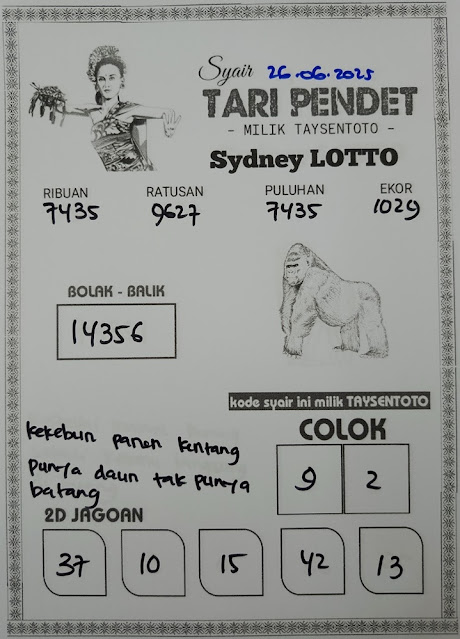 Syair 26.06.2025
TARI PENDET
- MILIK TAYSENTOTO -
Sydney LOTTO
RIBUAN RATUSAN PULUHAN EKOR
7435 9627 7435 1029
BOLAK - BALIK
14356
kode syair ini milik TAYSENTOTO
COLOK
9 2
kekebun panen kentang
punya daun tak punya
batang
2D JAGOAN
37 10 15 42 13